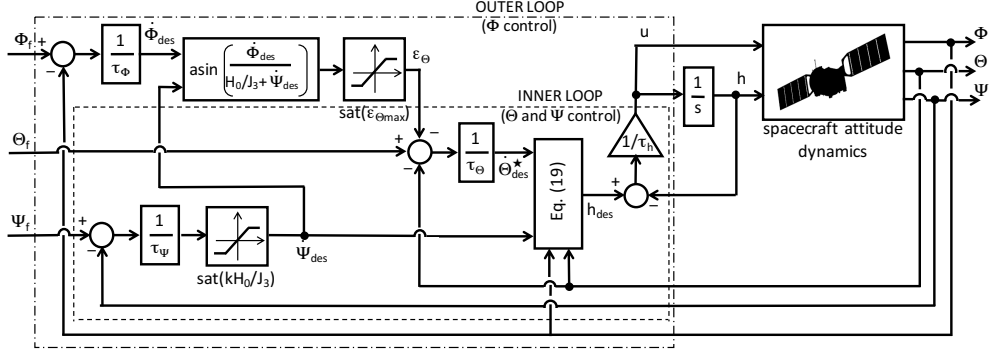 OUTER LOOP
(Φ control)
Φf
+
−
1
τΦ
Φ̇des
asin
Φ̇des
H0/J3+Ψ̇des
εΘ
sat(εΘmax)
INNER LOOP
(Θ and Ψ control)
u
1
s
h
Φ
Θ
Ψ
spacecraft attitude
dynamics
Θf
+
−
−
1
τΘ
Θ̇★des
Eq. (19)
hdes
1/τh
+
−
Ψf
+
−
1
τΨ
sat(kH0/J3)
Ψ̇des